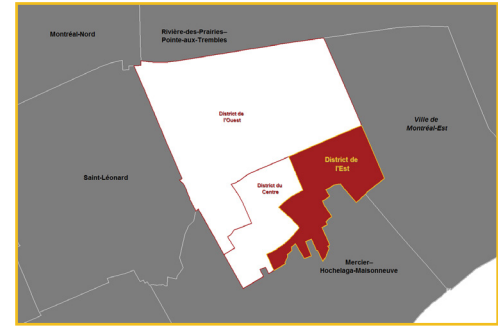 Montréal-Nord
Rivière-des-Prairies–
Pointe-aux-Trembles
District de
l'Ouest
Ville de
Montréal-Est
District de
l'Est
Saint-Léonard
District du
Centre
Mercier–
Hochelaga-Maisonneuve